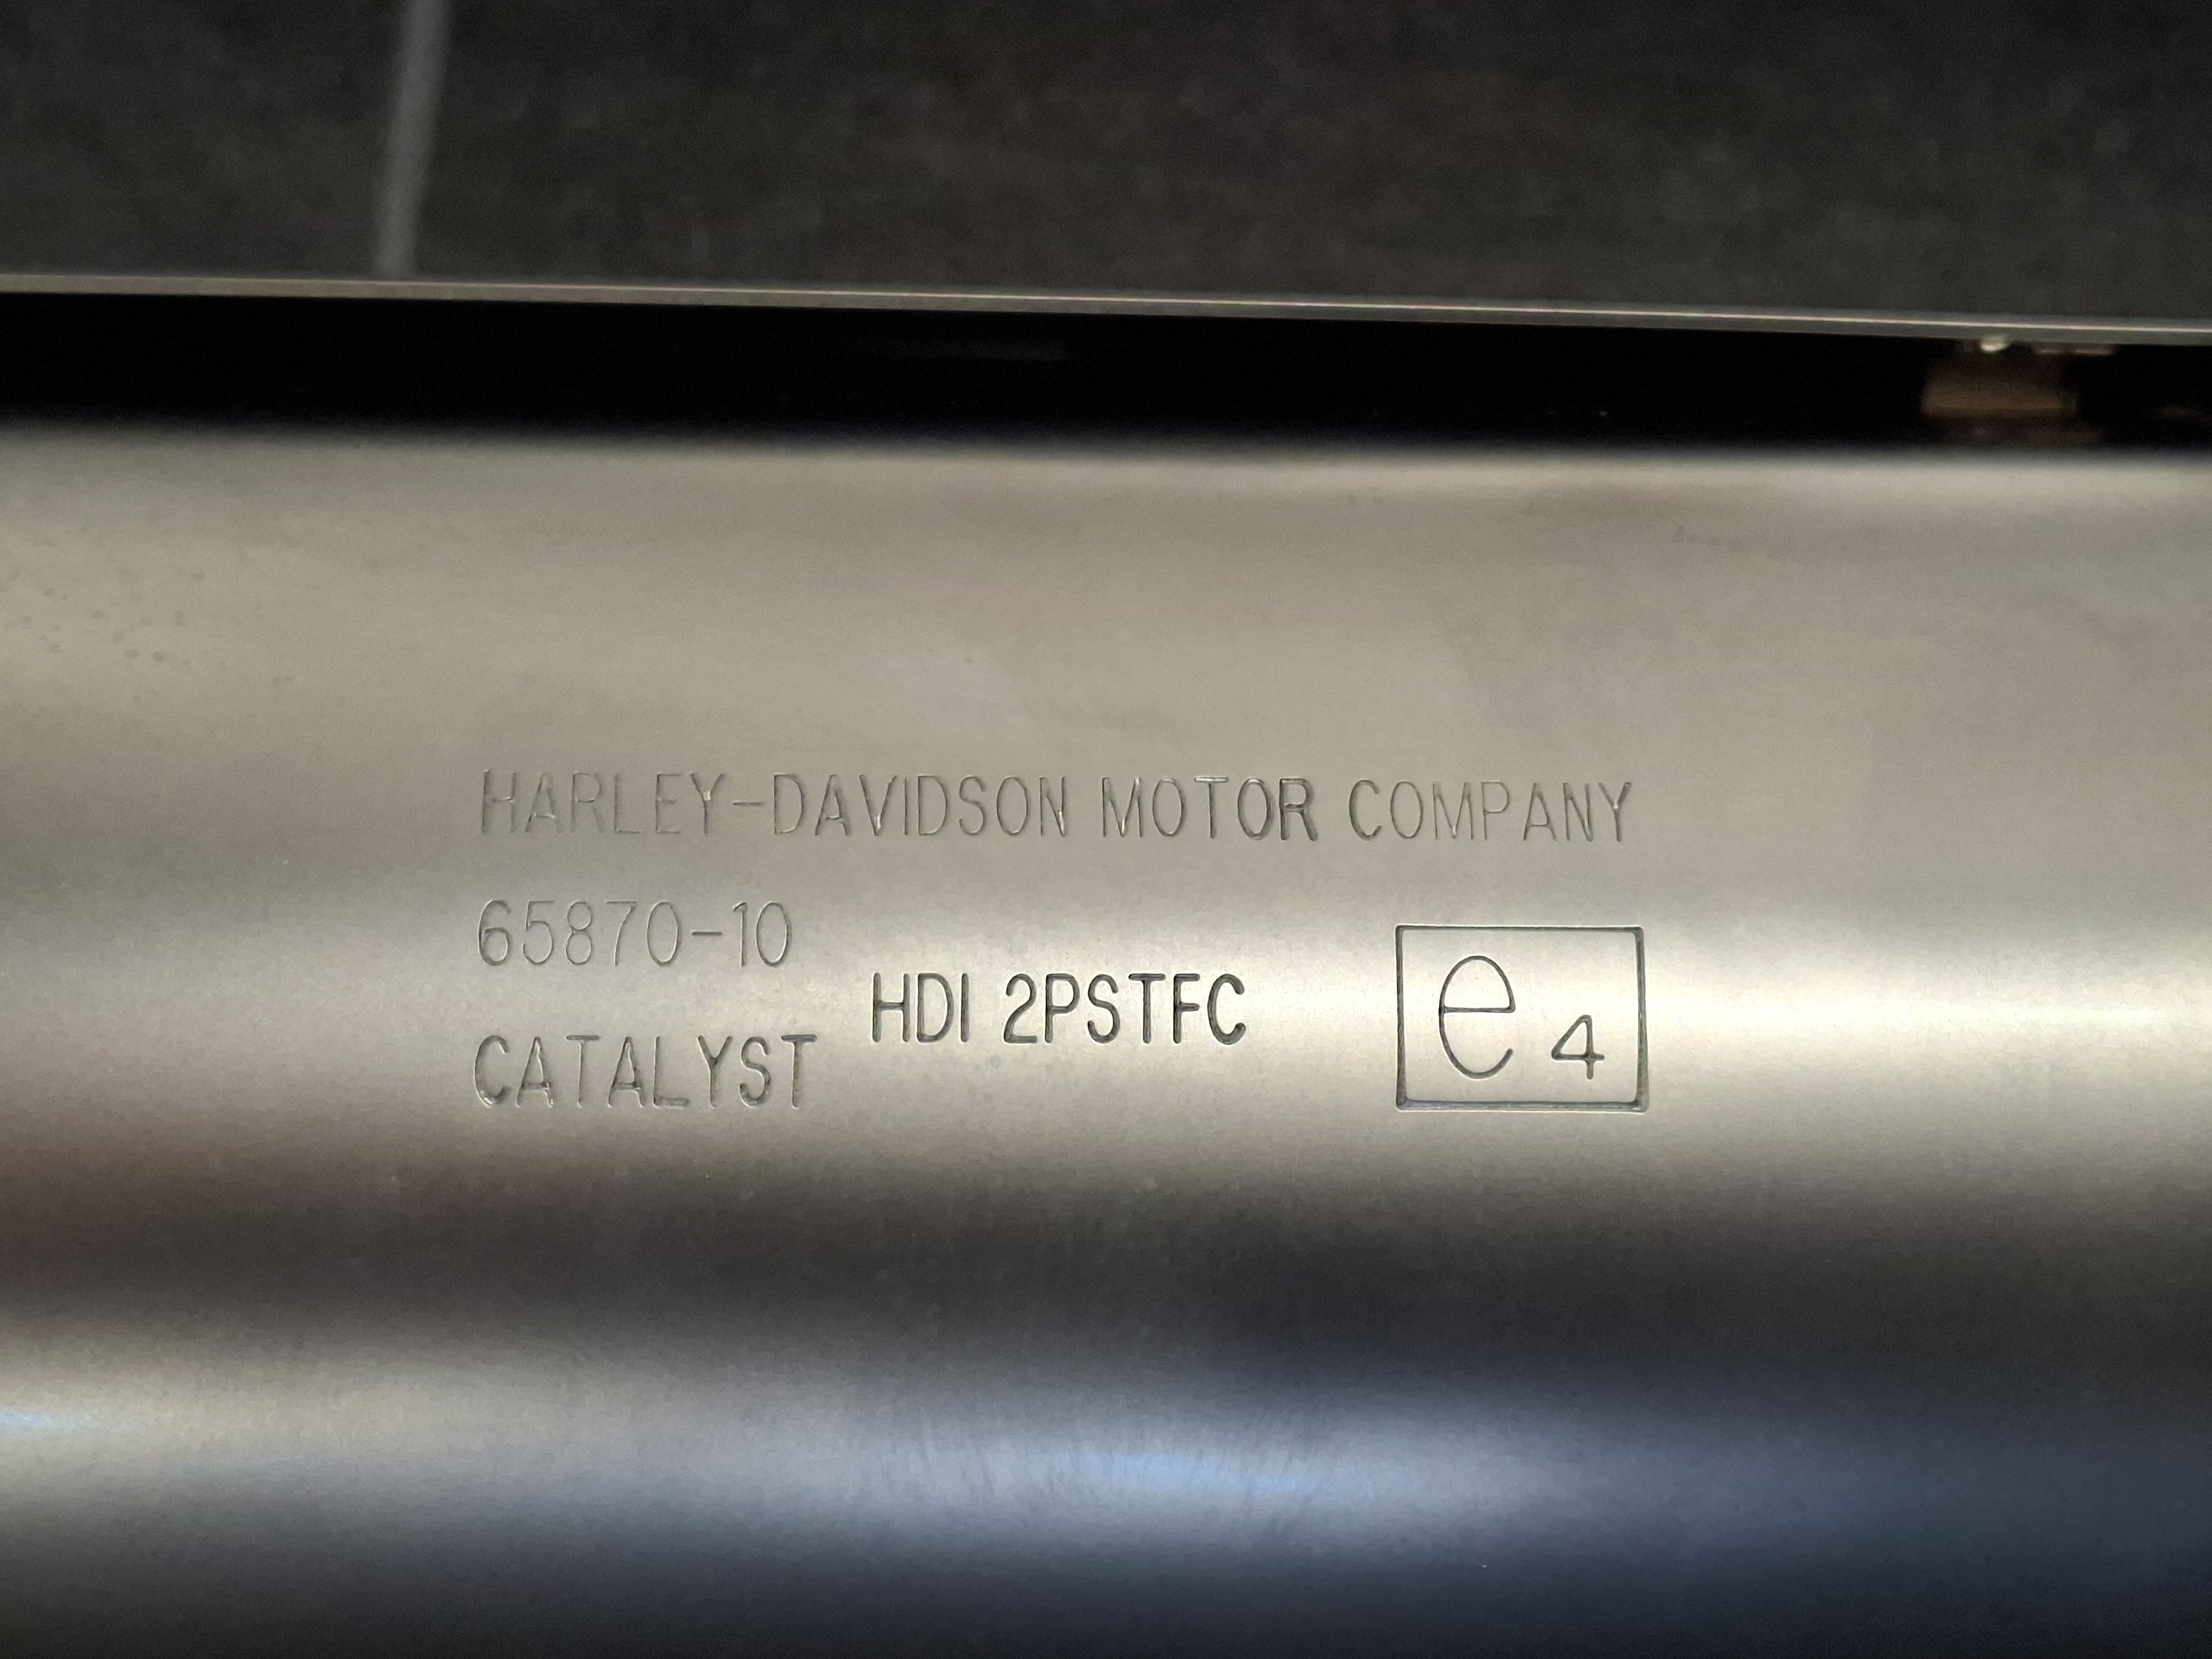 HARLEY-DAVIDSON MOTOR COMPANY
65870-10
HDI 2PSTFC
CATALYST
e4